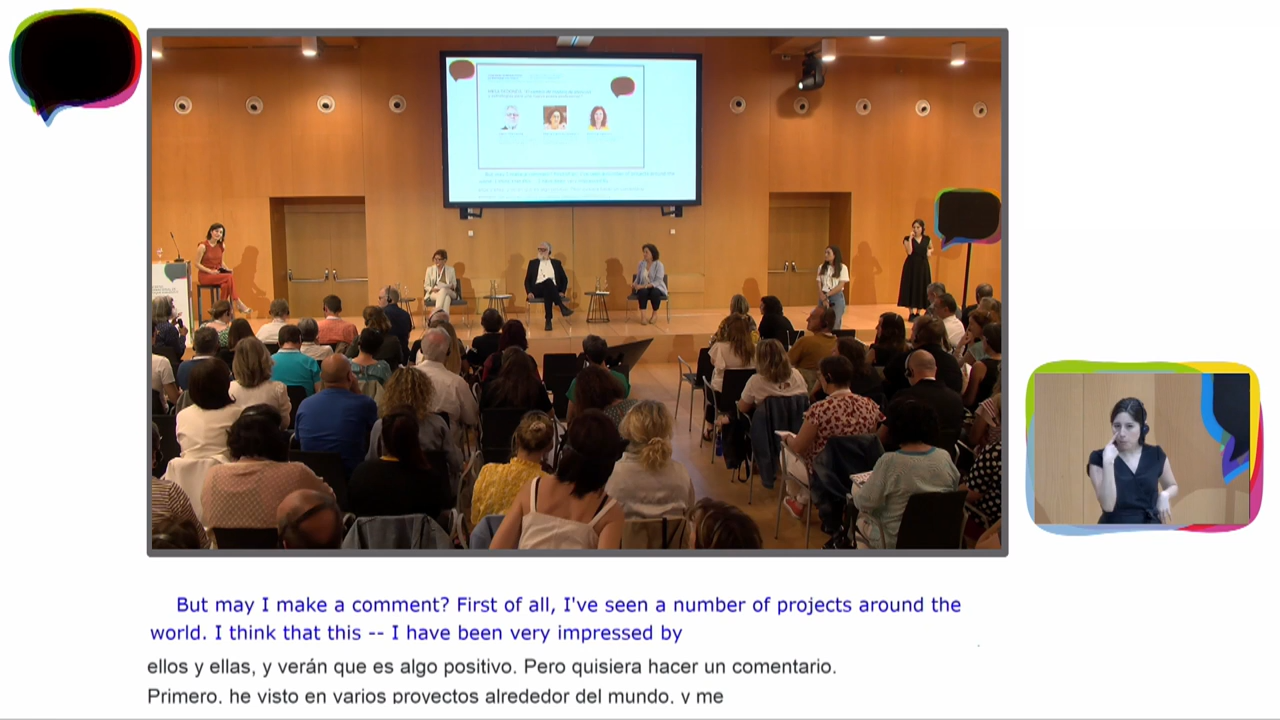 But may I make a comment? First of all, I've seen a number of projects around the
world. I think that this -- I have been very impressed by
ellos y ellas, y verán que es algo positivo. Pero quisiera hacer un comentario.
Primero, he visto en varios proyectos alrededor del mundo, y me